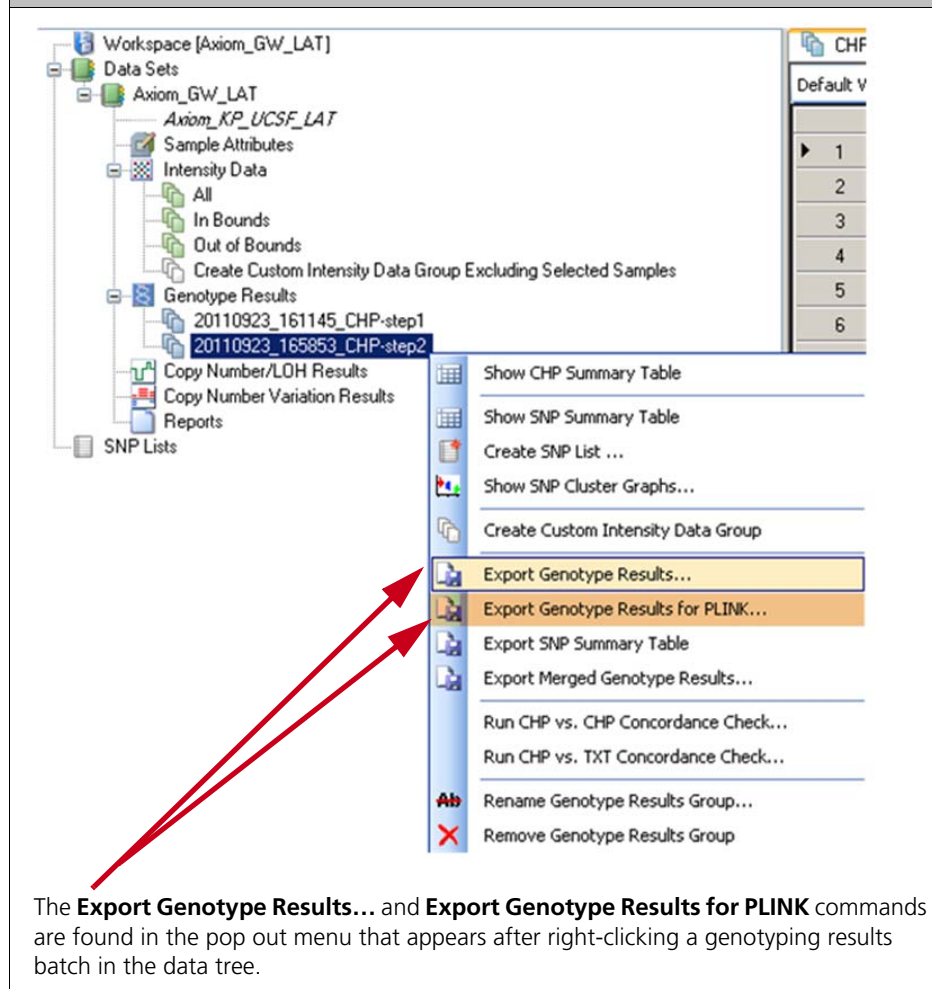 Workspace [Axiom_GW_LAT]
Data Sets
Axiom_GW_LAT
Axiom_KP_UCSF_LAT
Sample Attributes
Intensity Data
All
In Bounds
Out of Bounds
Create Custom Intensity Data Group Excluding Selected Samples
Genotype Results
20110923_161145_CHP-step1
20110923_165853_CHP-step2
Copy Number/LOH Results
Copy Number Variation Results
Reports
SNP Lists
CHP
Default V
1
2
3
4
5
6
Show CHP Summary Table
Show SNP Summary Table
Create SNP List ...
Show SNP Cluster Graphs...
Create Custom Intensity Data Group
Export Genotype Results...
Export Genotype Results for PLINK...
Export SNP Summary Table
Export Merged Genotype Results...
Run CHP vs. CHP Concordance Check...
Run CHP vs. TXT Concordance Check...
Ab Rename Genotype Results Group...
Remove Genotype Results Group
The Export Genotype Results... and Export Genotype Results for PLINK commands
are found in the pop out menu that appears after right-clicking a genotyping results
batch in the data tree.